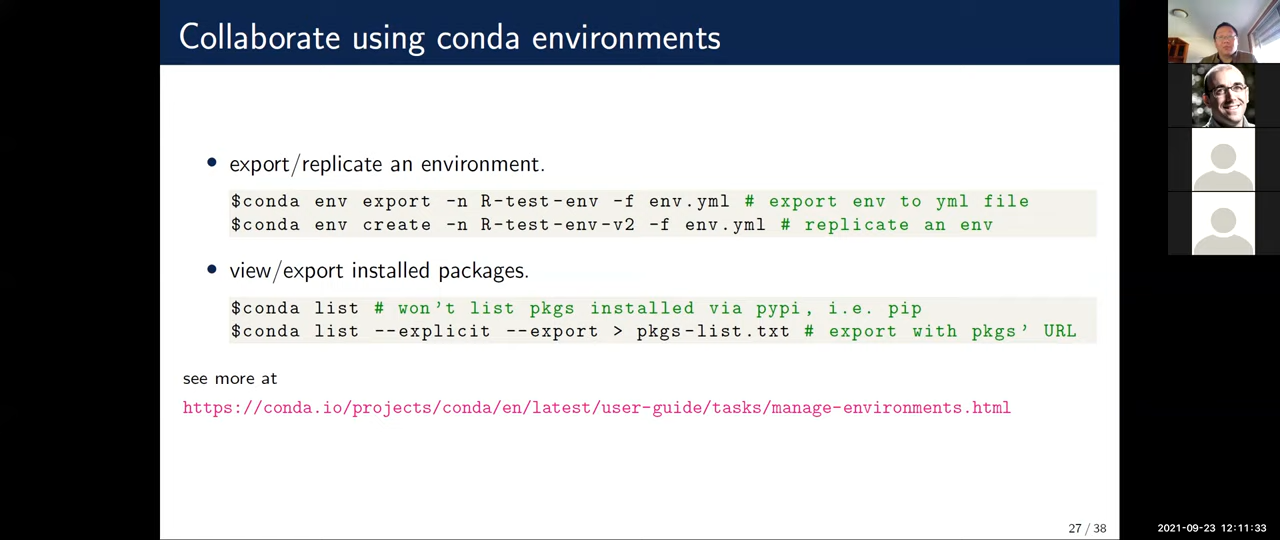 Collaborate using conda environments
• export/replicate an environment.
$conda env export -n R-test-env -f env.yml # export env to yml file
$conda env create -n R-test-env-v2 -f env.yml # replicate an env
• view/export installed packages.
$conda list # won't list pkgs installed via pypi, i.e. pip
$conda list --explicit --export > pkgs-list.txt # export with pkgs' URL
see more at
https://conda.io/projects/conda/en/latest/user-guide/tasks/manage-environments.html
27 / 38
2021-09-23 12:11:33